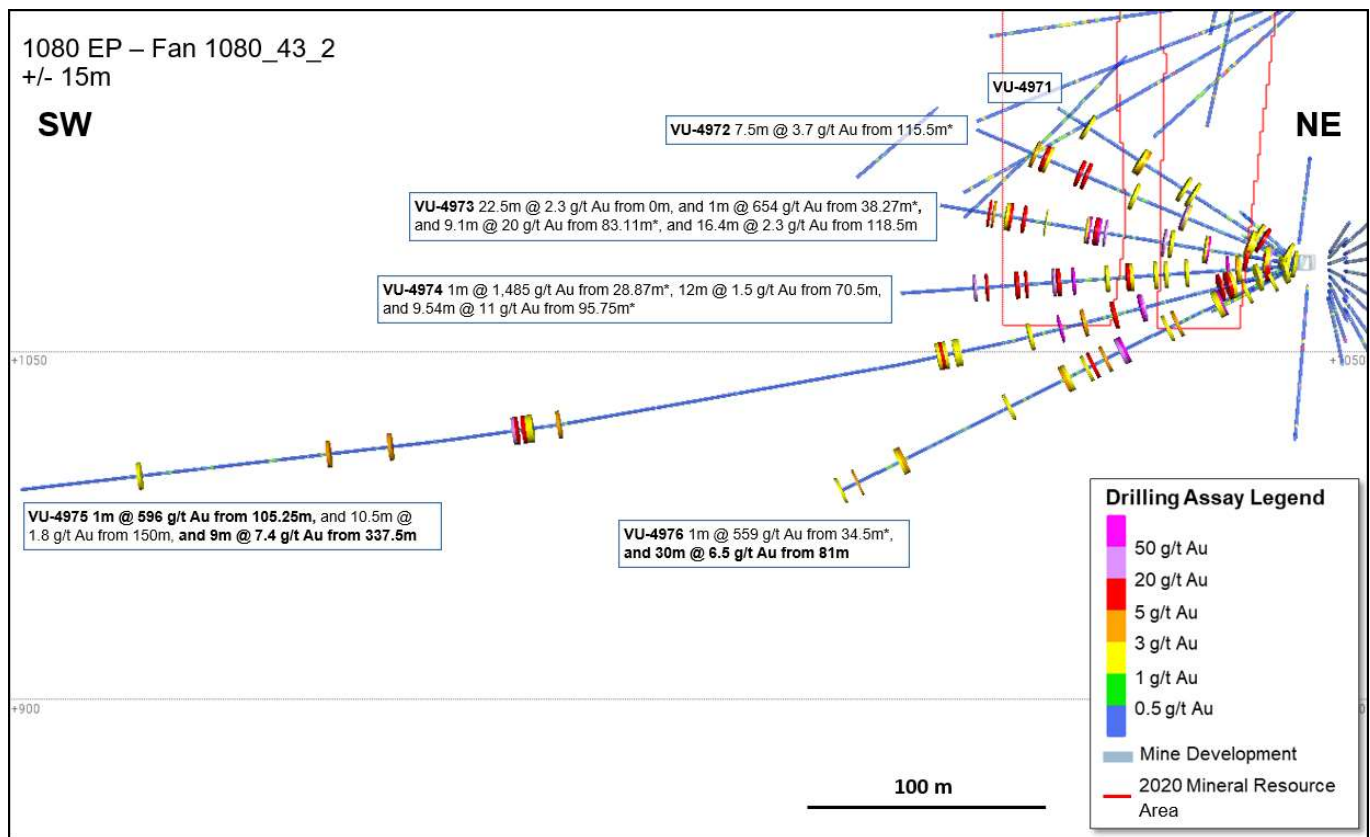 1080 EP – Fan 1080_43_2
+/- 15m
SW
NE
VU-4971
VU-4972 7.5m @ 3.7 g/t Au from 115.5m*
VU-4973 22.5m @ 2.3 g/t Au from 0m, and 1m @ 654 g/t Au from 38.27m*,
and 9.1m @ 20 g/t Au from 83.11m*, and 16.4m @ 2.3 g/t Au from 118.5m
VU-4974 1m @ 1,485 g/t Au from 28.87m*, 12m @ 1.5 g/t Au from 70.5m,
and 9.54m @ 11 g/t Au from 95.75m*
+1050
+1050
VU-4975 1m @ 596 g/t Au from 105.25m, and 10.5m @
1.8 g/t Au from 150m, and 9m @ 7.4 g/t Au from 337.5m
VU-4976 1m @ 559 g/t Au from 34.5m*,
and 30m @ 6.5 g/t Au from 81m
+900
Drilling Assay Legend
50 g/t Au
20 g/t Au
5 g/t Au
3 g/t Au
1 g/t Au
0.5 g/t Au
Mine Development
2020 Mineral Resource
Area
100 m